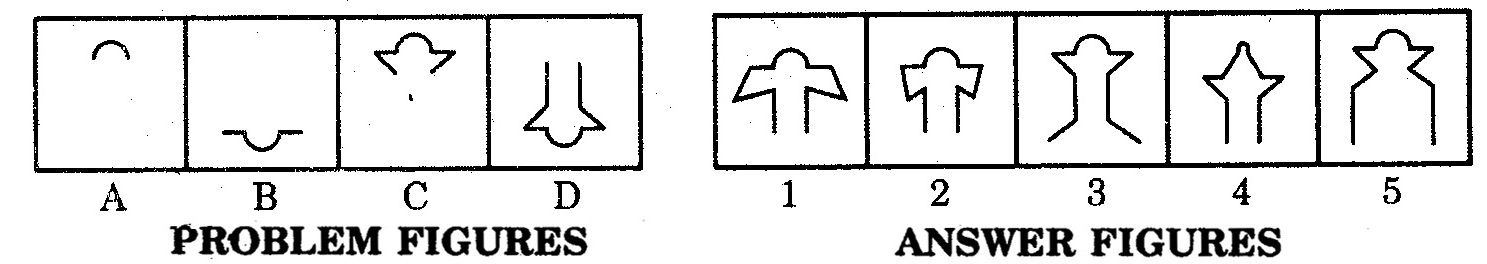 A B C D 1 2 3 4 5
PROBLEM FIGURES ANSWER FIGURES